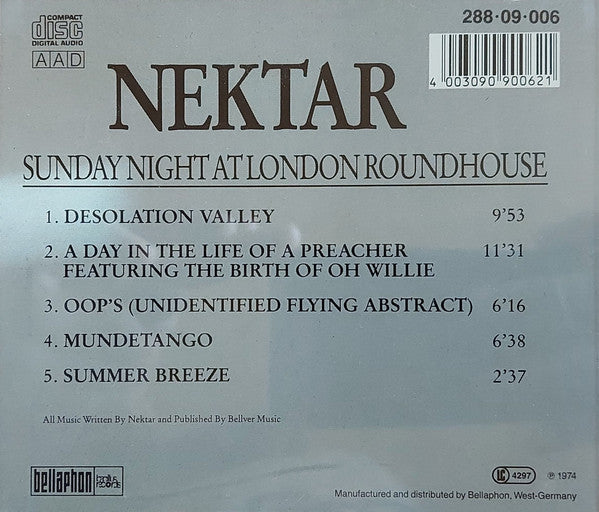 COMPACT
disc
DIGITAL AUDIO
AAD
288·09·006
4 003090 900621
NEKTAR
SUNDAY NIGHT AT LONDON ROUNDHOUSE
1. DESOLATION VALLEY 9’53
2. A DAY IN THE LIFE OF A PREACHER 11’31
FEATURING THE BIRTH OF OH WILLIE
3. OOP’S (UNIDENTIFIED FLYING ABSTRACT) 6’16
4. MUNDETANGO 6’38
5. SUMMER BREEZE 2’37
All Music Written By Nektar and Published By Bellver Music
bellaphon
records
LC 4297 ℗ 1974
Manufactured and distributed by Bellaphon, West-Germany